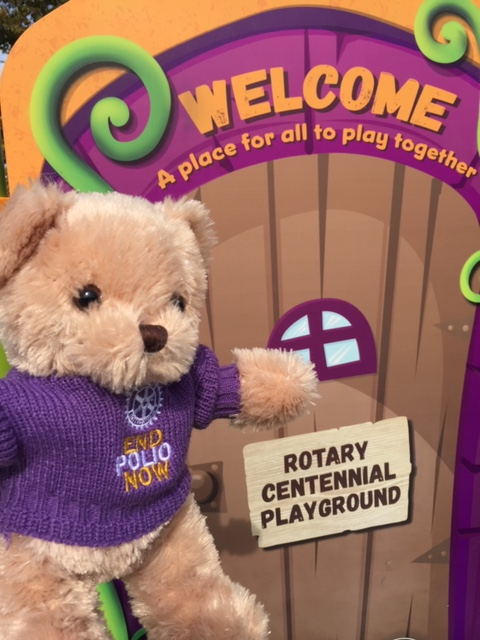 WELCOME
A place for all to play together
END
POLIO
NOW
ROTARY
CENTENNIAL
PLAYGROUND